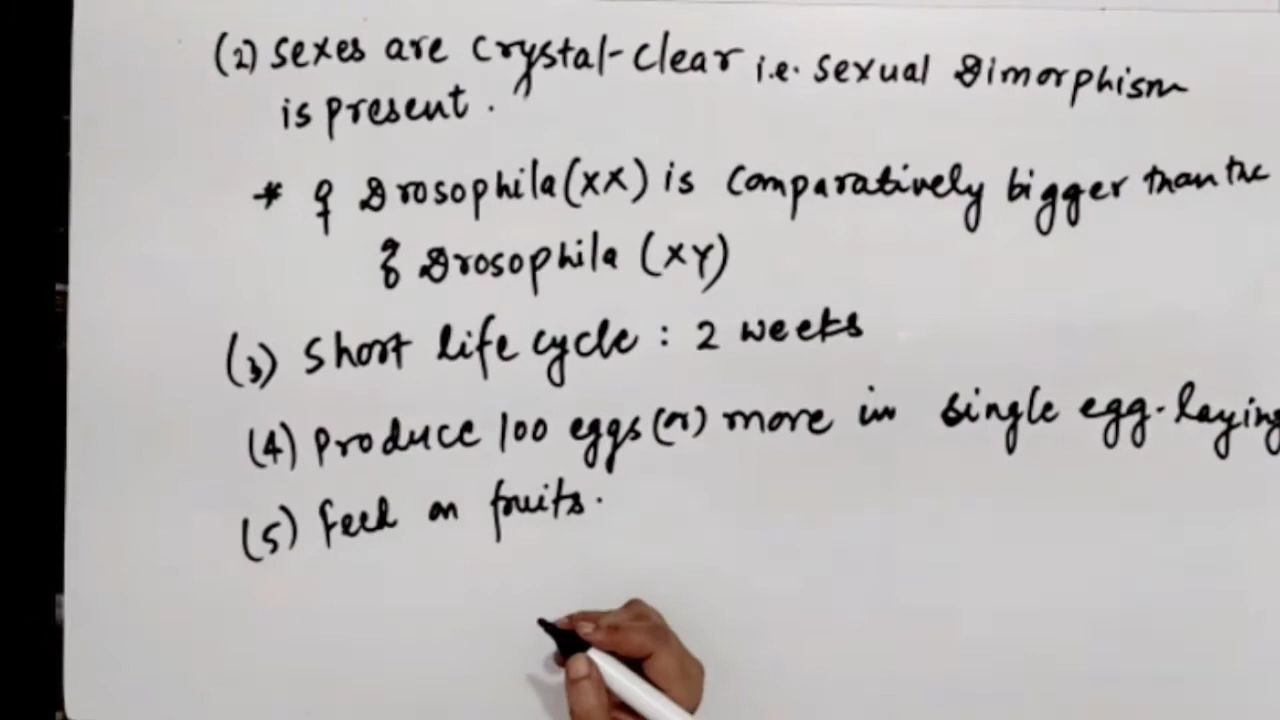 (2) Sexes are Crystal-Clear i.e. Sexual Dimorphism
is present.
* ♀ Drosophila (XX) is Comparatively bigger than the
Drosophila (XY)
(3) Short life cycle : 2 weeks
(4) Produce 100 eggs (or) more in single egg-laying
(5) Feed on fruits.